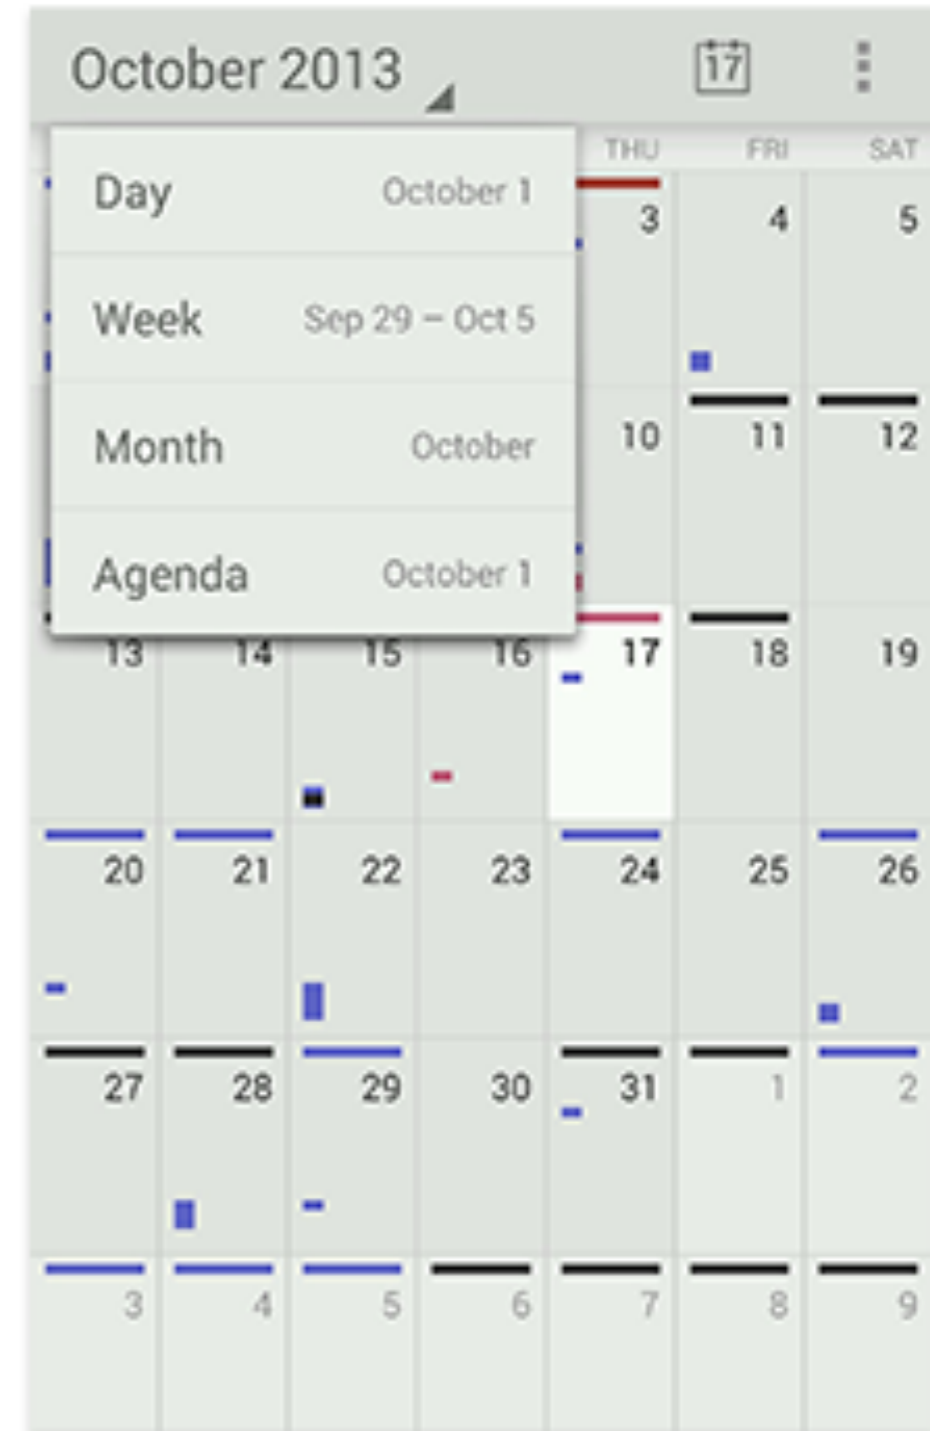 October 2013 17
THU FRI SAT
Day October 1
3 4 5
Week Sep 29 – Oct 5
Month October
10 11 12
Agenda October 1
13 14 15 16 17 18 19
20 21 22 23 24 25 26
27 28 29 30 31 1 2
3 4 5 6 7 8 9